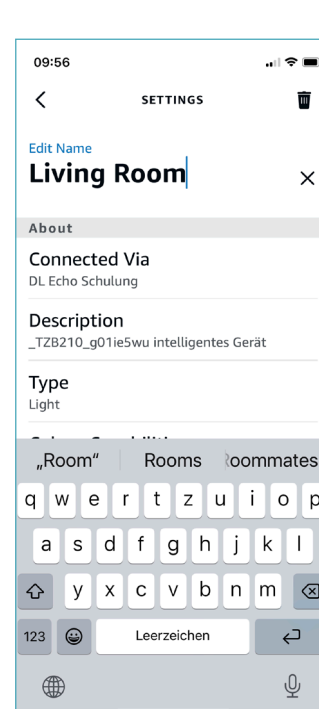 09:56
SETTINGS
Edit Name
Living Room
About
Connected Via
DL Echo Schulung
Description
_TZB210_g01ie5wu intelligentes Gerät
Type
Light
„Room“ Rooms Roommates
q w e r t z u i o p
a s d f g h j k l
y x c v b n m
123 Leerzeichen